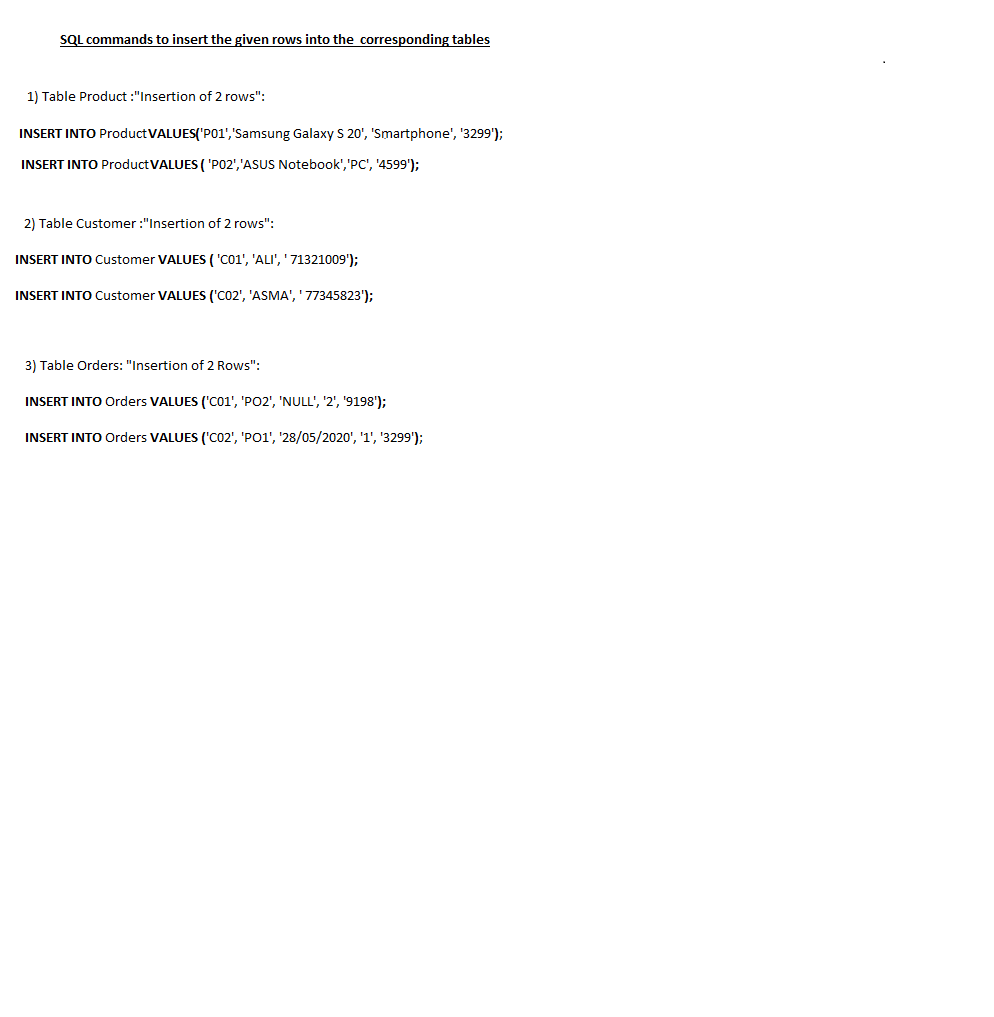 SQL commands to insert the given rows into the  corresponding tables
.
1) Table Product :"Insertion of 2 rows":
INSERT INTO ProductVALUES('P01','Samsung Galaxy S 20', 'Smartphone', '3299');
INSERT INTO ProductVALUES ( 'P02','ASUS Notebook','PC', '4599');
2) Table Customer :"Insertion of 2 rows":
INSERT INTO Customer VALUES ( 'C01', 'ALI', ' 71321009');
INSERT INTO Customer VALUES ('C02', 'ASMA', ' 77345823');
3) Table Orders: "Insertion of 2 Rows":
INSERT INTO Orders VALUES ('C01', 'PO2', 'NULL', '2', '9198');
INSERT INTO Orders VALUES ('C02', 'PO1', '28/05/2020', '1', '3299');